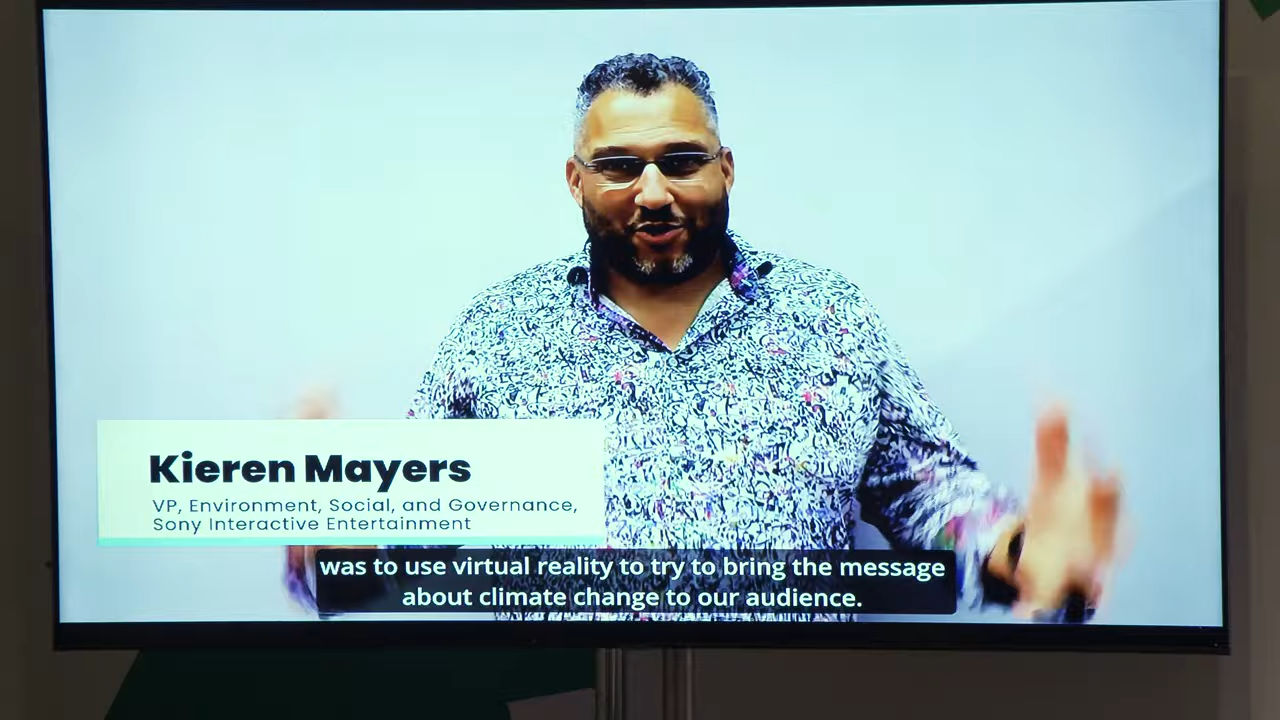 Kieren Mayers
VP, Environment, Social, and Governance,
Sony Interactive Entertainment
was to use virtual reality to try to bring the message
about climate change to our audience.